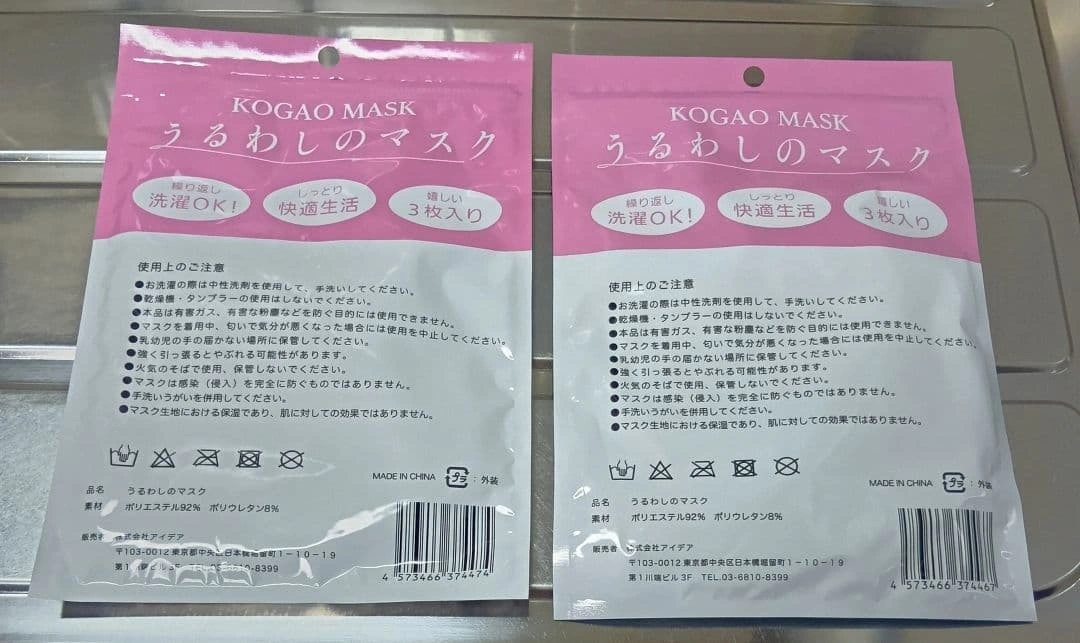 KOGAO MASK
うるわしのマスク
繰り返し
洗濯OK!
しっとり
快適生活
嬉しい
3枚入り
使用上のご注意
●お洗濯の際は中性洗剤を使用して、手洗いしてください。
●乾燥機・タンブラーの使用はしないでください。
●本品は有害ガス、有害な粉塵などを防ぐ目的には使用できません。
●マスクを着用中、匂いで気分が悪くなった場合には使用を中止してください。
●乳幼児の手の届かない場所に保管してください。
●強く引っ張るとやぶれる可能性があります。
●火気のそばで使用、保管しないでください。
●マスクは感染（侵入）を完全に防ぐものではありません。
●手洗いうがいを併用してください。
●マスク生地における保湿であり、肌に対しての効果ではありません。
MADE IN CHINA プラ：外装
品名 うるわしのマスク
素材 ポリエステル92% ポリウレタン8%
販売者 株式会社アイデア
〒103-0012 東京都中央区日本橋堀留町1-10-19
第1川端ビル3F TEL.03-6810-8399
4 573466 374474
KOGAO MASK
うるわしのマスク
繰り返し
洗濯OK!
しっとり
快適生活
嬉しい
3枚入り
使用上のご注意
●お洗濯の際は中性洗剤を使用して、手洗いしてください。
●乾燥機・タンブラーの使用はしないでください。
●本品は有害ガス、有害な粉塵などを防ぐ目的には使用できません。
●マスクを着用中、匂いで気分が悪くなった場合には使用を中止してください。
●乳幼児の手の届かない場所に保管してください。
●強く引っ張るとやぶれる可能性があります。
●火気のそばで使用、保管しないでください。
●マスクは感染（侵入）を完全に防ぐものではありません。
●手洗いうがいを併用してください。
●マスク生地における保湿であり、肌に対しての効果ではありません。
MADE IN CHINA プラ：外装
品名 うるわしのマスク
素材 ポリエステル92% ポリウレタン8%
販売者 株式会社アイデア
〒103-0012 東京都中央区日本橋堀留町1-10-19
第1川端ビル3F TEL.03-6810-8399
4 573466 374467